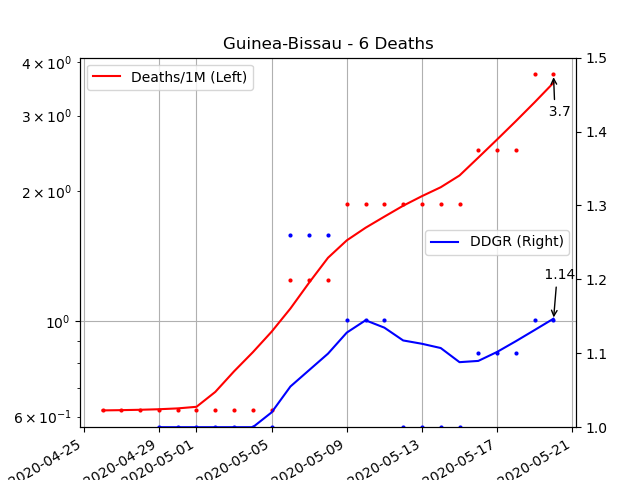 Guinea-Bissau - 6 Deaths
4 × 10⁰
3 × 10⁰
2 × 10⁰
10⁰
6 × 10⁻¹
Deaths/1M (Left)
3.7
DDGR (Right)
1.14
1.5
1.4
1.3
1.2
1.1
1.0
2020-04-25
2020-04-29
2020-05-01
2020-05-05
2020-05-09
2020-05-13
2020-05-17
2020-05-21